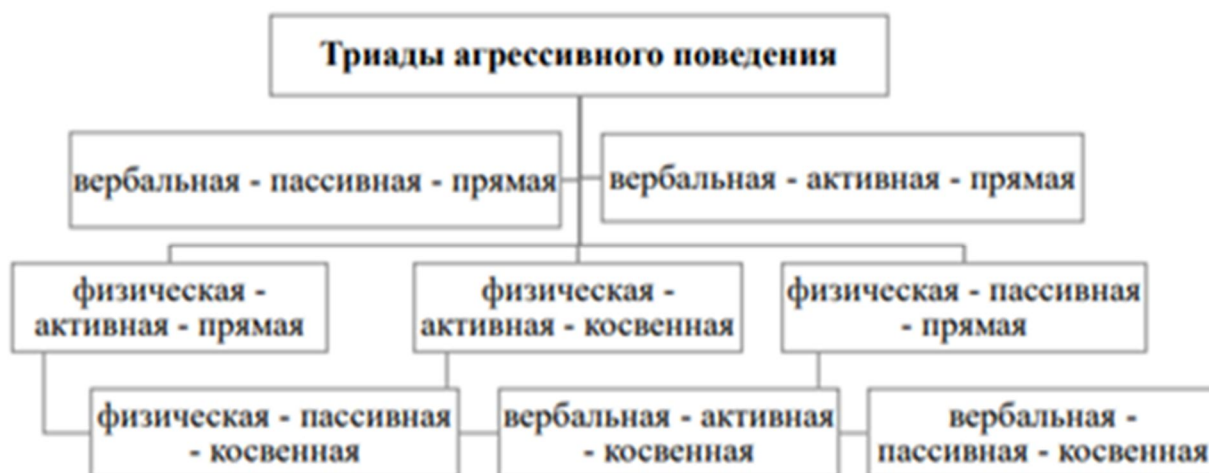 Триады агрессивного поведения
вербальная - пассивная - прямая
вербальная - активная - прямая
физическая -
активная - прямая
физическая -
активная - косвенная
физическая - пассивная
- прямая
физическая - пассивная
- косвенная
вербальная - активная
- косвенная
вербальная -
пассивная - косвенная